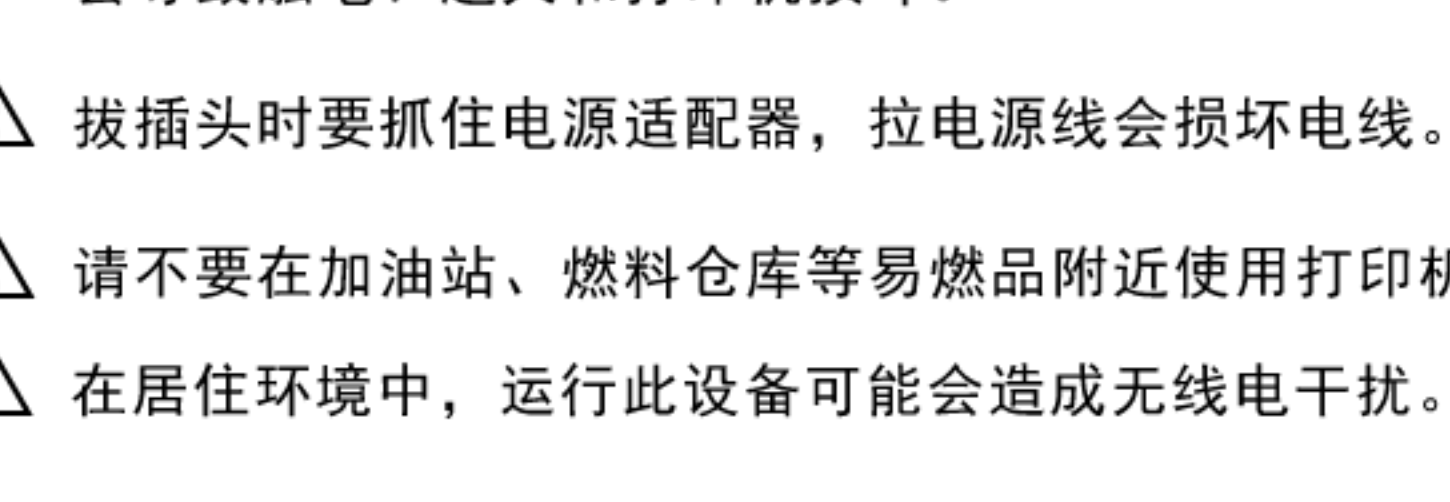 拔插头时要抓住电源适配器，拉电源线会损坏电线。
请不要在加油站、燃料仓库等易燃品附近使用打印机
在居住环境中，运行此设备可能会造成无线电干扰。